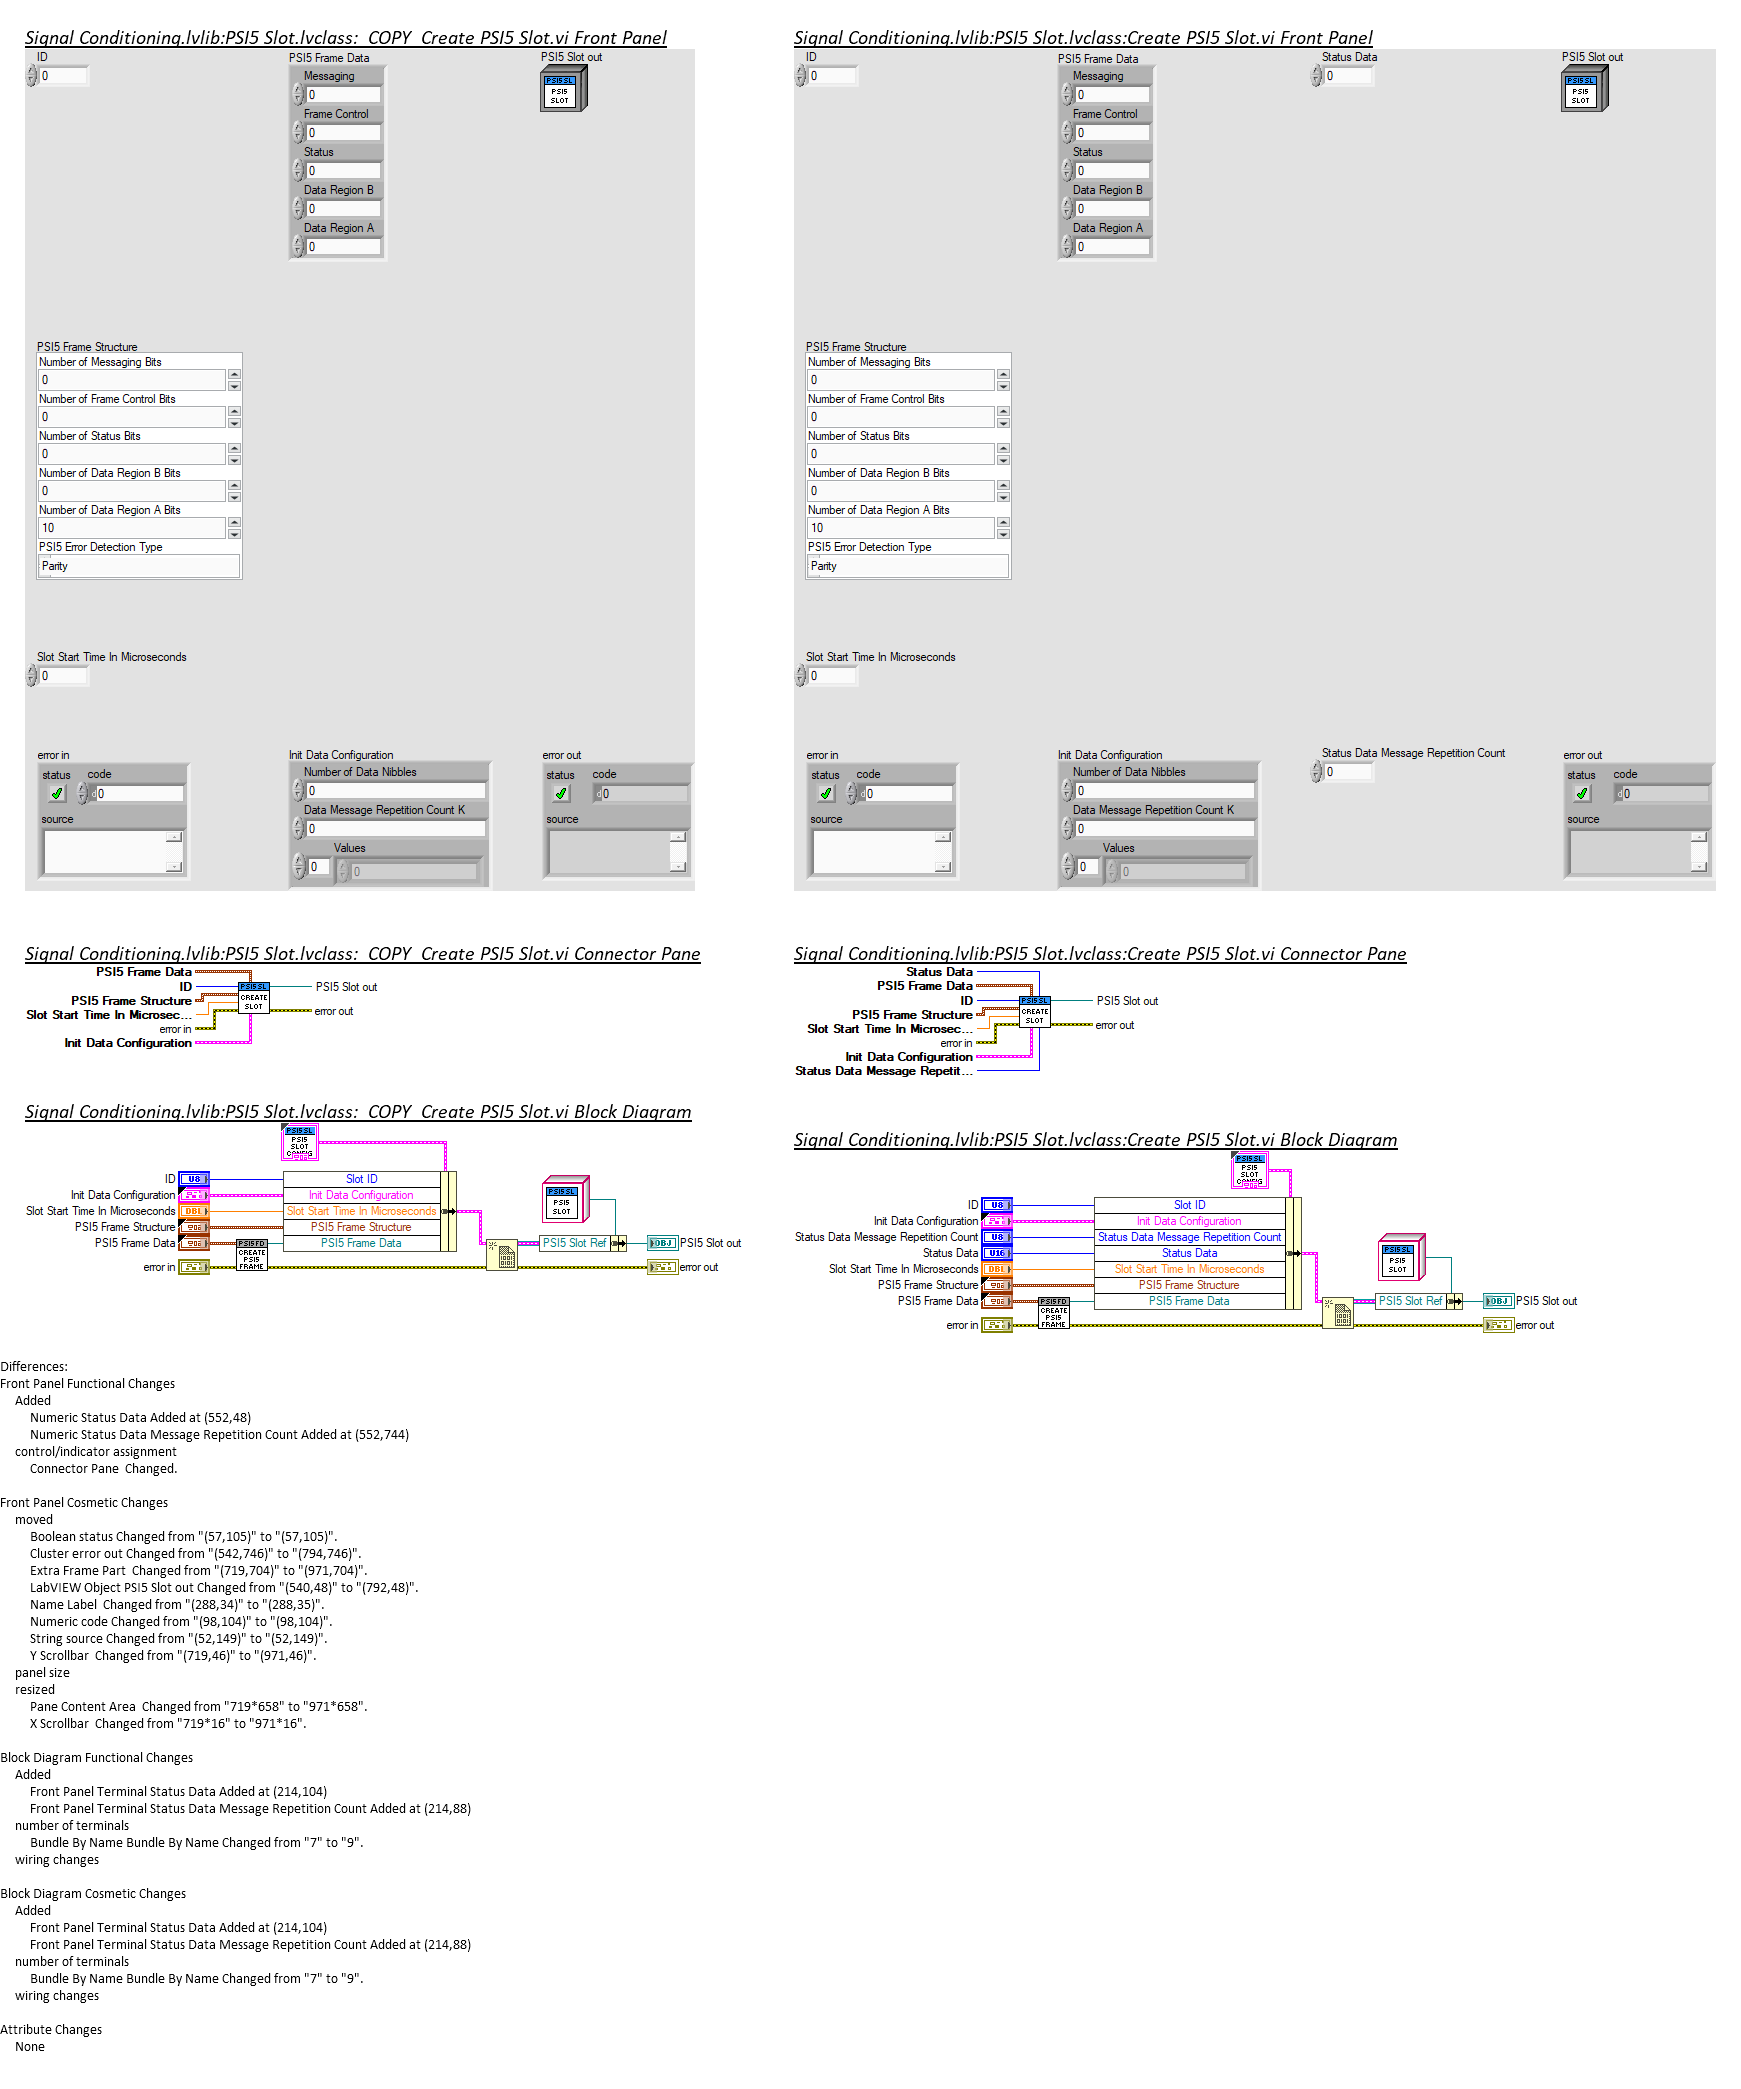 Signal Conditioning.lvlib:PSI5 Slot.lvclass:_COPY_Create PSI5 Slot.vi Front Panel
ID
0
PSI5 Frame Data
Messaging
0
Frame Control
0
Status
0
Data Region B
0
Data Region A
0
PSI5 Slot out
PSI5SL
PSI5
SLOT
PSI5 Frame Structure
Number of Messaging Bits
0
Number of Frame Control Bits
0
Number of Status Bits
0
Number of Data Region B Bits
0
Number of Data Region A Bits
10
PSI5 Error Detection Type
Parity
Slot Start Time In Microseconds
0
error in
status code
d0
source
Init Data Configuration
Number of Data Nibbles
0
Data Message Repetition Count K
0
Values
0
0
error out
status code
d0
source
Signal Conditioning.lvlib:PSI5 Slot.lvclass:Create PSI5 Slot.vi Front Panel
ID
0
PSI5 Frame Data
Messaging
0
Frame Control
0
Status
0
Data Region B
0
Data Region A
0
Status Data
0
PSI5 Slot out
PSI5SL
PSI5
SLOT
PSI5 Frame Structure
Number of Messaging Bits
0
Number of Frame Control Bits
0
Number of Status Bits
0
Number of Data Region B Bits
0
Number of Data Region A Bits
10
PSI5 Error Detection Type
Parity
Slot Start Time In Microseconds
0
error in
status code
d0
source
Init Data Configuration
Number of Data Nibbles
0
Data Message Repetition Count K
0
Values
0
0
Status Data Message Repetition Count
0
error out
status code
d0
source
Signal Conditioning.lvlib:PSI5 Slot.lvclass:_COPY_Create PSI5 Slot.vi Connector Pane
PSI5 Frame Data
ID
PSI5 Frame Structure
Slot Start Time In Microsec...
error in
Init Data Configuration
PSI5SL
CREATE
SLOT
PSI5 Slot out
error out
Signal Conditioning.lvlib:PSI5 Slot.lvclass:Create PSI5 Slot.vi Connector Pane
Status Data
PSI5 Frame Data
ID
PSI5 Frame Structure
Slot Start Time In Microsec...
error in
Init Data Configuration
Status Data Message Repetit...
PSI5SL
CREATE
SLOT
PSI5 Slot out
error out
Signal Conditioning.lvlib:PSI5 Slot.lvclass:_COPY_Create PSI5 Slot.vi Block Diagram
PSI5SL
PSI5
SLOT
CONFIG
ID U8 Slot ID
Init Data Configuration Init Data Configuration
Slot Start Time In Microseconds DBL Slot Start Time In Microseconds
PSI5 Frame Structure PSI5 Frame Structure
PSI5 Frame Data PSI5 Frame Data
error in
PSI5FD
CREATE
PSI5
FRAME
PSI5SL
PSI5
SLOT
PSI5 Slot Ref
OBJ PSI5 Slot out
error out
Signal Conditioning.lvlib:PSI5 Slot.lvclass:Create PSI5 Slot.vi Block Diagram
PSI5SL
PSI5
SLOT
CONFIG
ID U8 Slot ID
Init Data Configuration Init Data Configuration
Status Data Message Repetition Count U8 Status Data Message Repetition Count
Status Data U16 Status Data
Slot Start Time In Microseconds DBL Slot Start Time In Microseconds
PSI5 Frame Structure PSI5 Frame Structure
PSI5 Frame Data PSI5 Frame Data
error in
PSI5FD
CREATE
PSI5
FRAME
PSI5SL
PSI5
SLOT
PSI5 Slot Ref
OBJ PSI5 Slot out
error out
Differences:
Front Panel Functional Changes
Added
Numeric Status Data Added at (552,48)
Numeric Status Data Message Repetition Count Added at (552,744)
control/indicator assignment
Connector Pane  Changed.
Front Panel Cosmetic Changes
moved
Boolean status Changed from "(57,105)" to "(57,105)".
Cluster error out Changed from "(542,746)" to "(794,746)".
Extra Frame Part  Changed from "(719,704)" to "(971,704)".
LabVIEW Object PSI5 Slot out Changed from "(540,48)" to "(792,48)".
Name Label  Changed from "(288,34)" to "(288,35)".
Numeric code Changed from "(98,104)" to "(98,104)".
String source Changed from "(52,149)" to "(52,149)".
Y Scrollbar  Changed from "(719,46)" to "(971,46)".
panel size
resized
Pane Content Area  Changed from "719*658" to "971*658".
X Scrollbar  Changed from "719*16" to "971*16".
Block Diagram Functional Changes
Added
Front Panel Terminal Status Data Added at (214,104)
Front Panel Terminal Status Data Message Repetition Count Added at (214,88)
number of terminals
Bundle By Name Bundle By Name Changed from "7" to "9".
wiring changes
Block Diagram Cosmetic Changes
Added
Front Panel Terminal Status Data Added at (214,104)
Front Panel Terminal Status Data Message Repetition Count Added at (214,88)
number of terminals
Bundle By Name Bundle By Name Changed from "7" to "9".
wiring changes
Attribute Changes
None